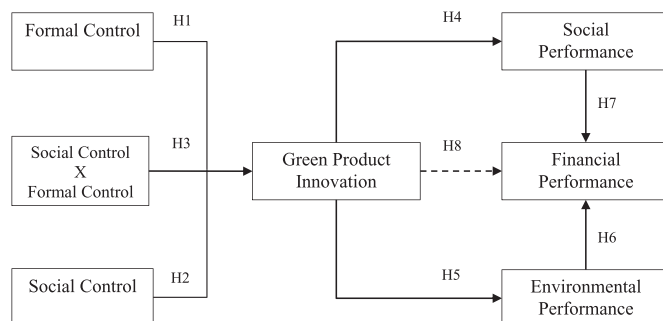 Formal Control
H1
H4
Social
Performance
H7
Social Control
X
Formal Control
H3
Green Product
Innovation
H8
Financial
Performance
H6
Social Control
H2
H5
Environmental
Performance